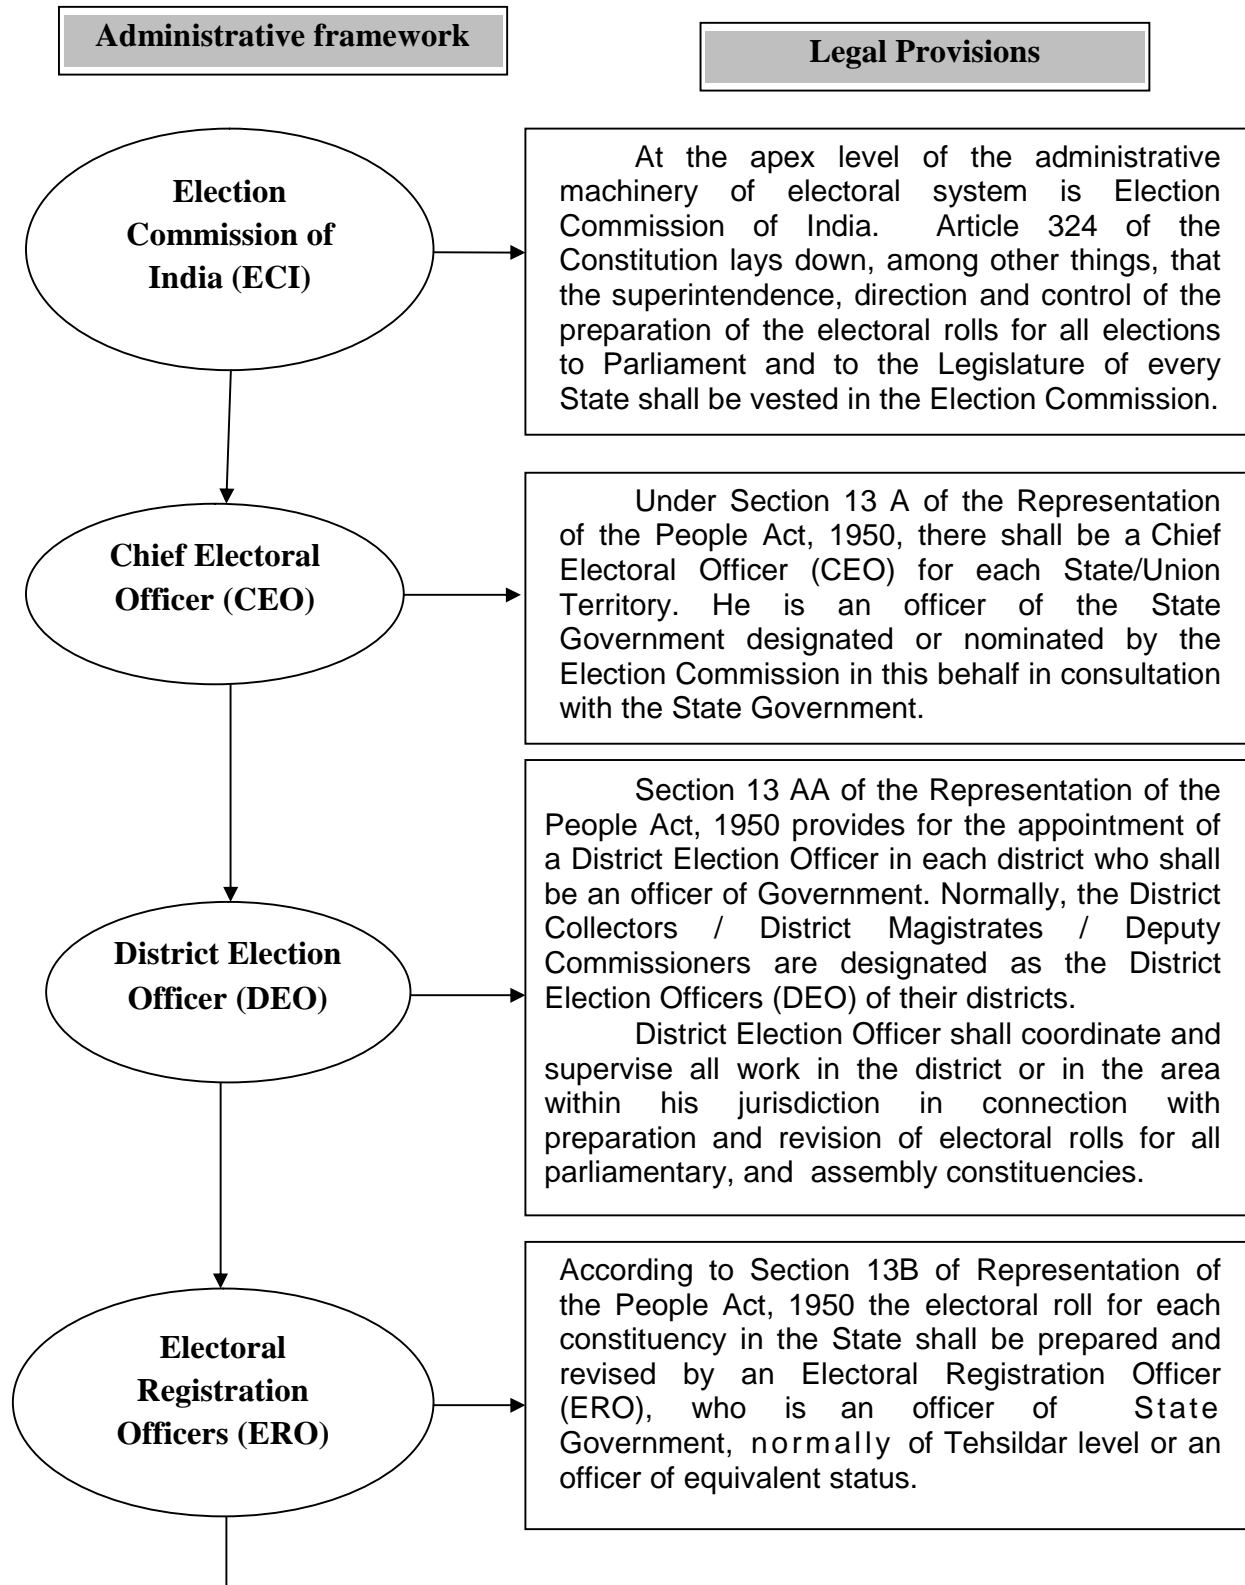 Administrative framework
Legal Provisions
Election
Commission of
India (ECI)
At the apex level of the administrative
machinery of electoral system is Election
Commission of India. Article 324 of the
Constitution lays down, among other things, that
the superintendence, direction and control of the
preparation of the electoral rolls for all elections
to Parliament and to the Legislature of every
State shall be vested in the Election Commission.
Chief Electoral
Officer (CEO)
Under Section 13 A of the Representation
of the People Act, 1950, there shall be a Chief
Electoral Officer (CEO) for each State/Union
Territory. He is an officer of the State
Government designated or nominated by the
Election Commission in this behalf in consultation
with the State Government.
District Election
Officer (DEO)
Section 13 AA of the Representation of the
People Act, 1950 provides for the appointment of
a District Election Officer in each district who shall
be an officer of Government. Normally, the District
Collectors / District Magistrates / Deputy
Commissioners are designated as the District
Election Officers (DEO) of their districts.
District Election Officer shall coordinate and
supervise all work in the district or in the area
within his jurisdiction in connection with
preparation and revision of electoral rolls for all
parliamentary, and assembly constituencies.
Electoral
Registration
Officers (ERO)
According to Section 13B of Representation of
the People Act, 1950 the electoral roll for each
constituency in the State shall be prepared and
revised by an Electoral Registration Officer
(ERO), who is an officer of State
Government, normally of Tehsildar level or an
officer of equivalent status.